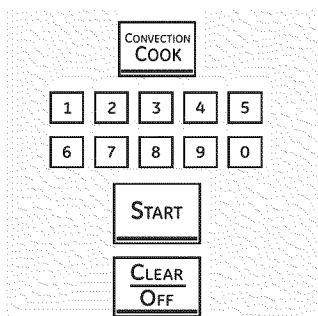 CONVECTION
COOK
1 2 3 4 5
6 7 8 9 0
START
CLEAR
OFF